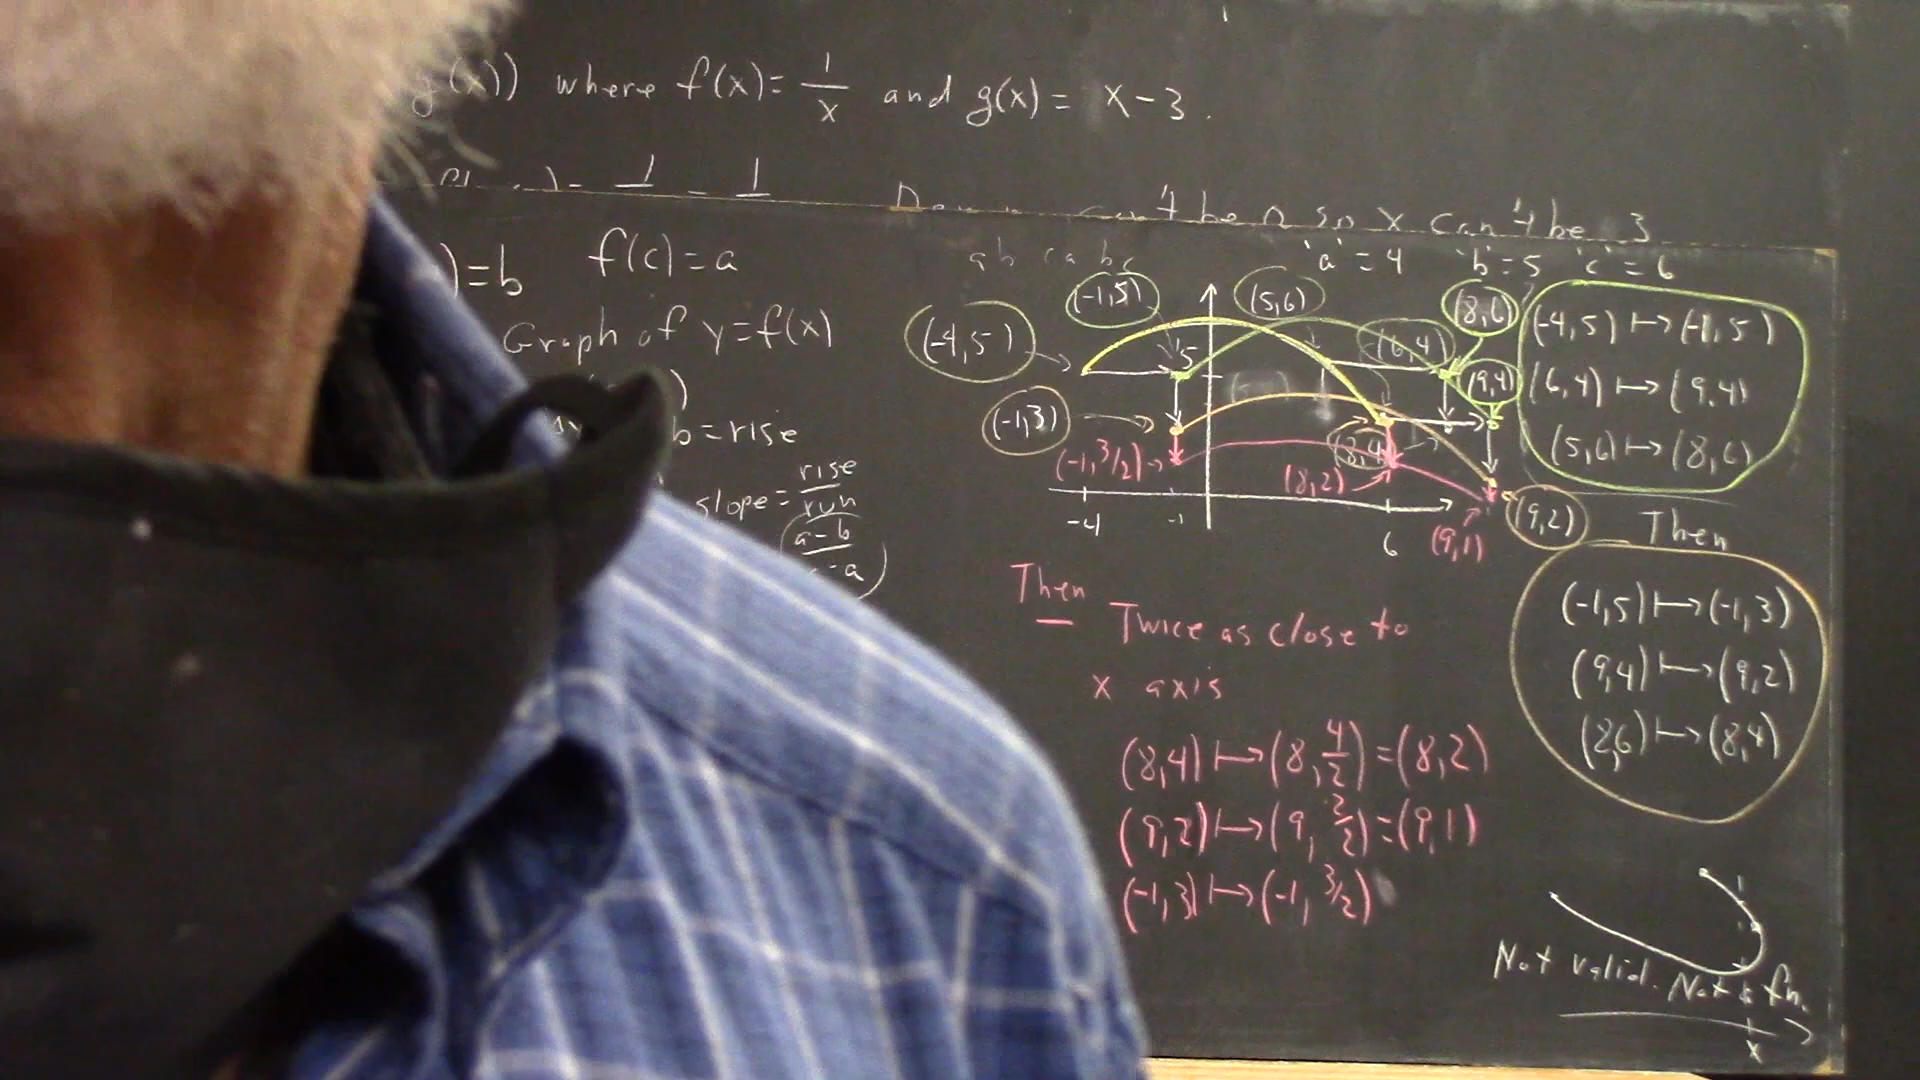 g(x)) where f(x) = 1/x and g(x) = x - 3.
can't be 0 so x can't be 3
)=b f(c)=a
Graph of y=f(x)
b=rise
slope = rise/run
a-b
-a)
ab ca bc
'a'=4 'b'=5 'c'=6
(-4,5)
(-1,5)
(5,6)
(8,6)
(6,4)
(9,4)
5
(-1,3)
(-1, 3/2)
(8,4)
(8,2)
(9,2)
(9,1)
-4 -1 6
(-4,5) ↦ (-1,5)
(6,4) ↦ (9,4)
(5,6) ↦ (8,6)
Then
(-1,5) ↦ (-1,3)
(9,4) ↦ (9,2)
(8,6) ↦ (8,4)
Then
Twice as close to
x axis
(8,4) ↦ (8, 4/2) = (8,2)
(9,2) ↦ (9, 2/2) = (9,1)
(-1,3) ↦ (-1, 3/2)
Not valid. Not a fn.
x